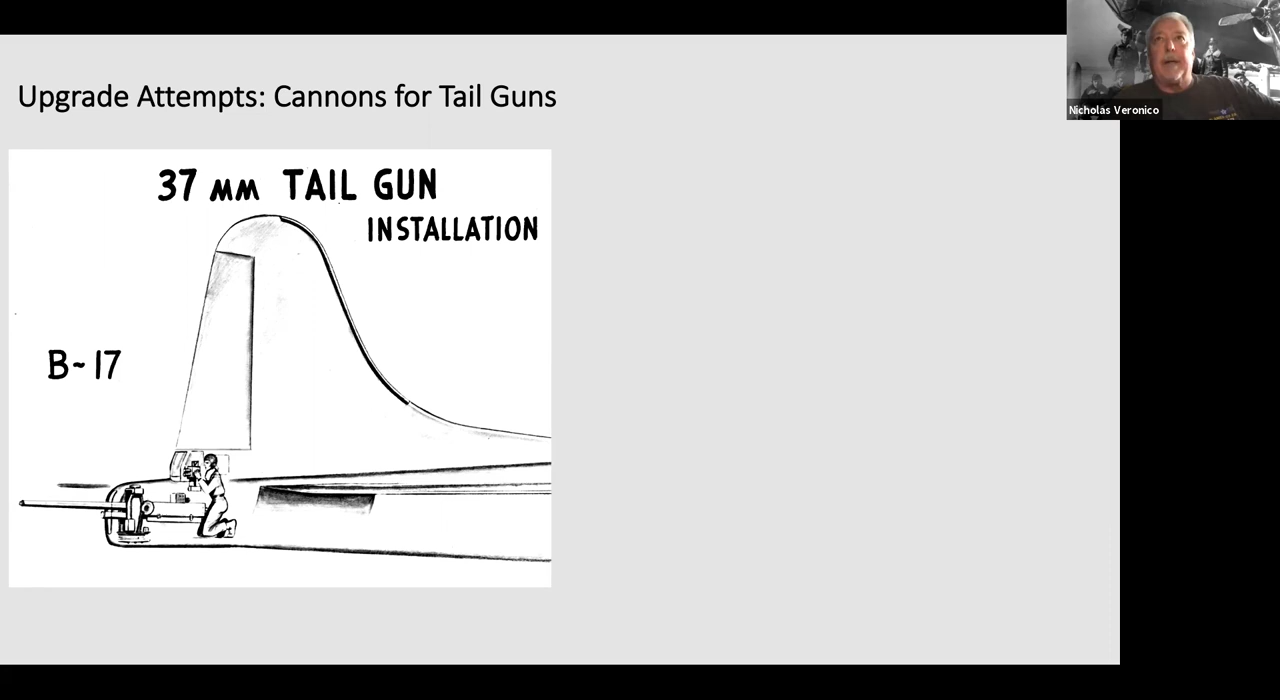 Upgrade Attempts: Cannons for Tail Guns
37 MM TAIL GUN
INSTALLATION
B~17
Nicholas Veronico